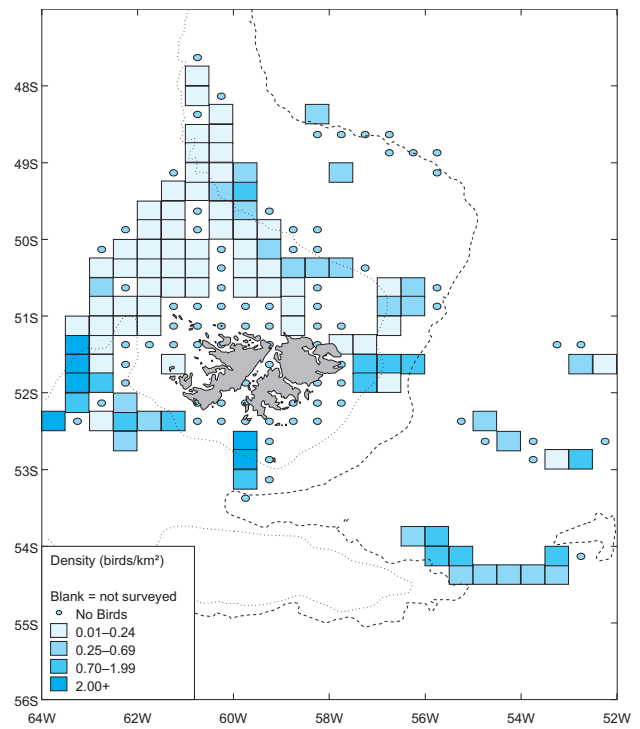 48S
49S
50S
51S
52S
53S
54S
55S
56S
Density (birds/km²)
Blank = not surveyed
No Birds
0.01–0.24
0.25–0.69
0.70–1.99
2.00+
64W 62W 60W 58W 56W 54W 52W